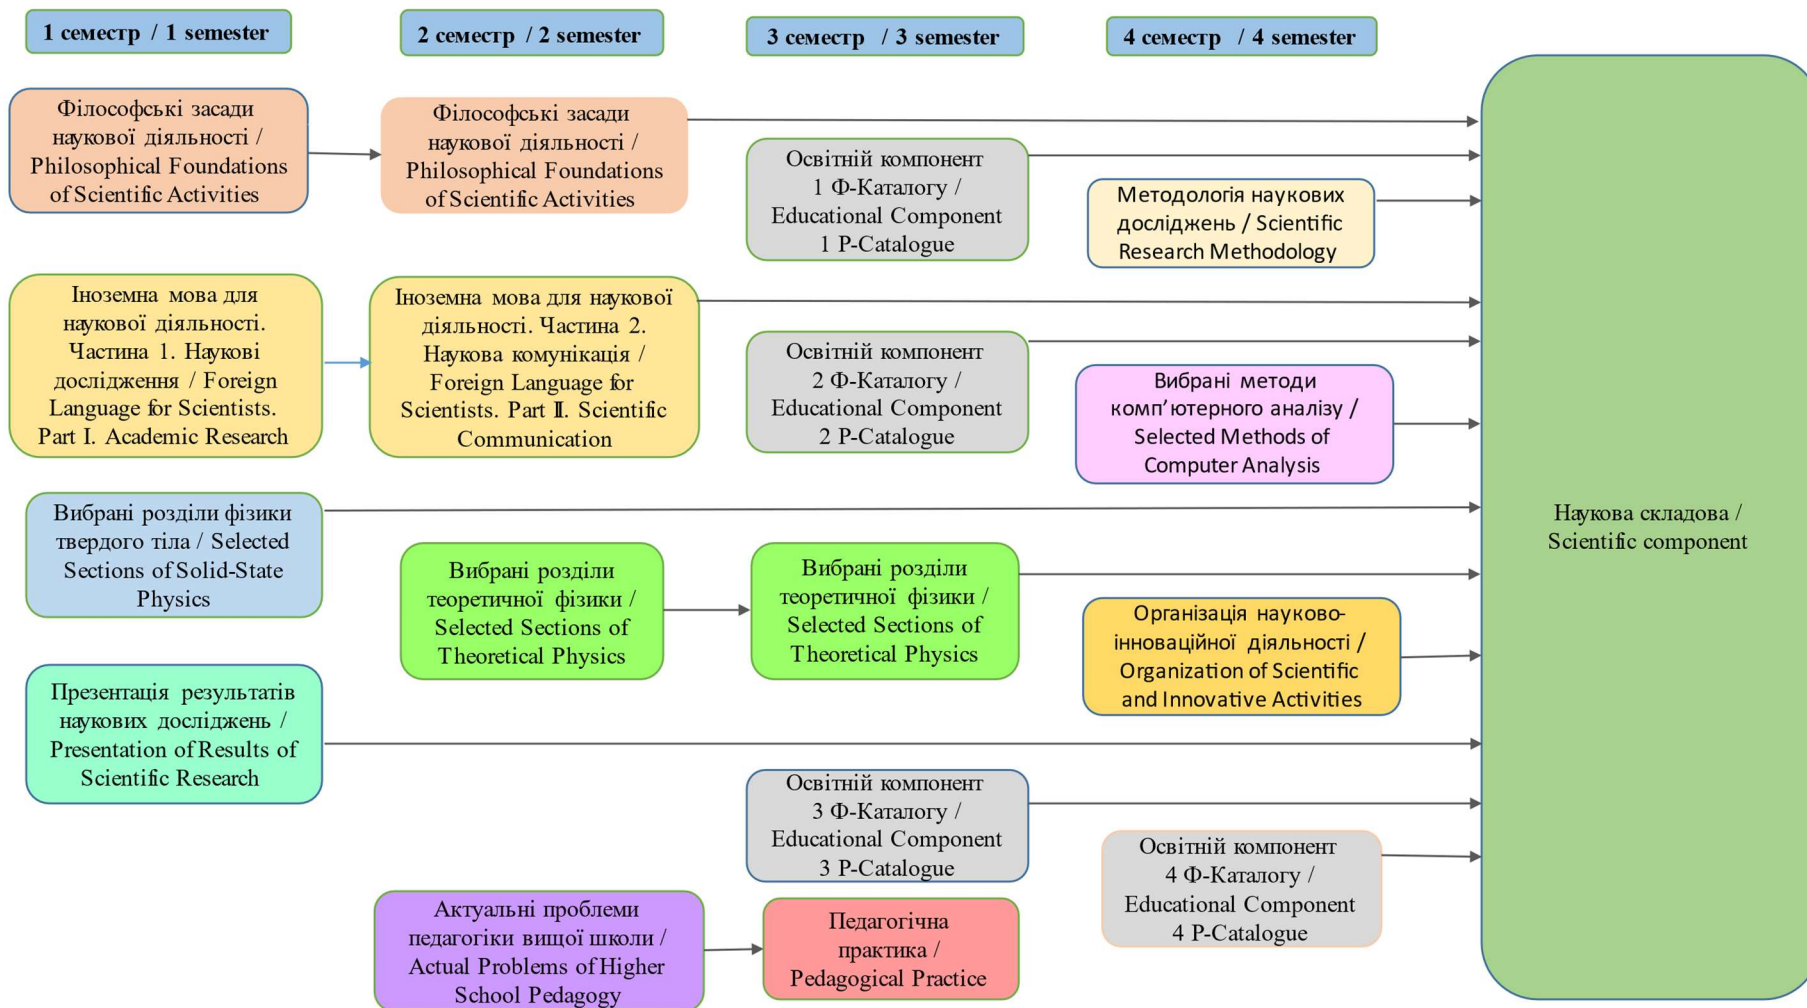 1 семестр / 1 semester
2 семестр / 2 semester
3 семестр / 3 semester
4 семестр / 4 semester
Філософські засади
наукової діяльності /
Philosophical Foundations
of Scientific Activities
Філософські засади
наукової діяльності /
Philosophical Foundations
of Scientific Activities
Освітній компонент
1 Ф-Каталогу /
Educational Component
1 P-Catalogue
Методологія наукових
досліджень / Scientific
Research Methodology
Іноземна мова для
наукової діяльності.
Частина 1. Наукові
дослідження / Foreign
Language for Scientists.
Part I. Academic Research
Іноземна мова для наукової
діяльності. Частина 2.
Наукова комунікація /
Foreign Language for
Scientists. Part II. Scientific
Communication
Освітній компонент
2 Ф-Каталогу /
Educational Component
2 P-Catalogue
Вибрані методи
комп’ютерного аналізу /
Selected Methods of
Computer Analysis
Вибрані розділи фізики
твердого тіла / Selected
Sections of Solid-State
Physics
Вибрані розділи
теоретичної фізики /
Selected Sections of
Theoretical Physics
Вибрані розділи
теоретичної фізики /
Selected Sections of
Theoretical Physics
Організація науково-
інноваційної діяльності /
Organization of Scientific
and Innovative Activities
Наукова складова /
Scientific component
Презентація результатів
наукових досліджень /
Presentation of Results of
Scientific Research
Освітній компонент
3 Ф-Каталогу /
Educational Component
3 P-Catalogue
Освітній компонент
4 Ф-Каталогу /
Educational Component
4 P-Catalogue
Актуальні проблеми
педагогіки вищої школи /
Actual Problems of Higher
School Pedagogy
Педагогічна
практика /
Pedagogical Practice